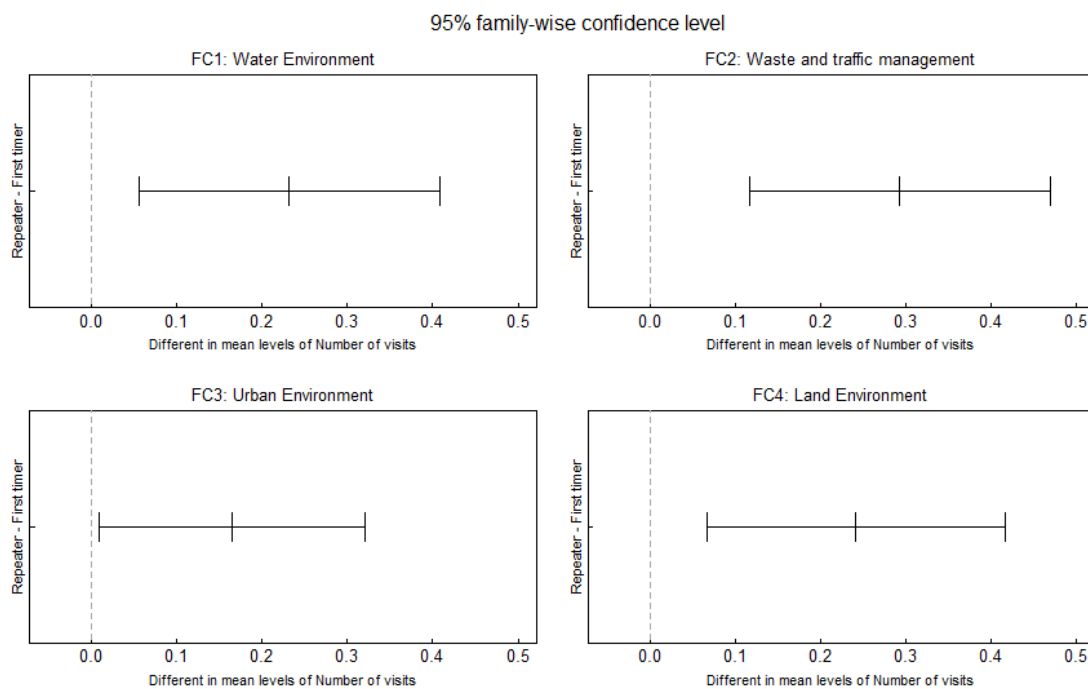 95% family-wise confidence level
FC1: Water Environment
Repeater - First timer
0.0 0.1 0.2 0.3 0.4 0.5
Different in mean levels of Number of visits
FC2: Waste and traffic management
Repeater - First timer
0.0 0.1 0.2 0.3 0.4 0.5
Different in mean levels of Number of visits
FC3: Urban Environment
Repeater - First timer
0.0 0.1 0.2 0.3 0.4 0.5
Different in mean levels of Number of visits
FC4: Land Environment
Repeater - First timer
0.0 0.1 0.2 0.3 0.4 0.5
Different in mean levels of Number of visits